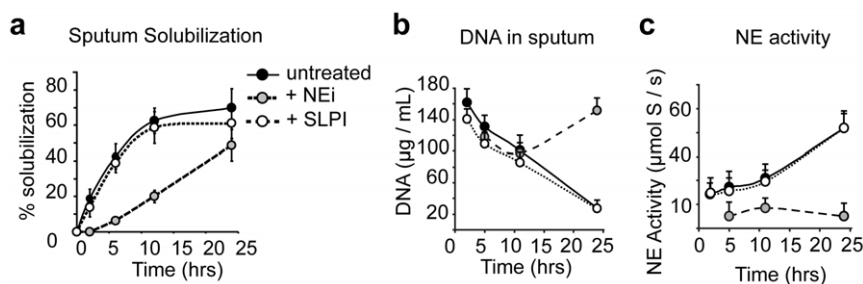 a
Sputum Solubilization
% solubilization
80
60
40
20
0
0 5 10 15 20 25
Time (hrs)
untreated
+ NEi
+ SLPI
b
DNA in sputum
DNA (µg / mL)
180
140
100
60
20
0 5 10 15 20 25
Time (hrs)
c
NE activity
NE Activity (µmol S / s)
60
40
10
0 5 10 15 20 25
Time (hrs)